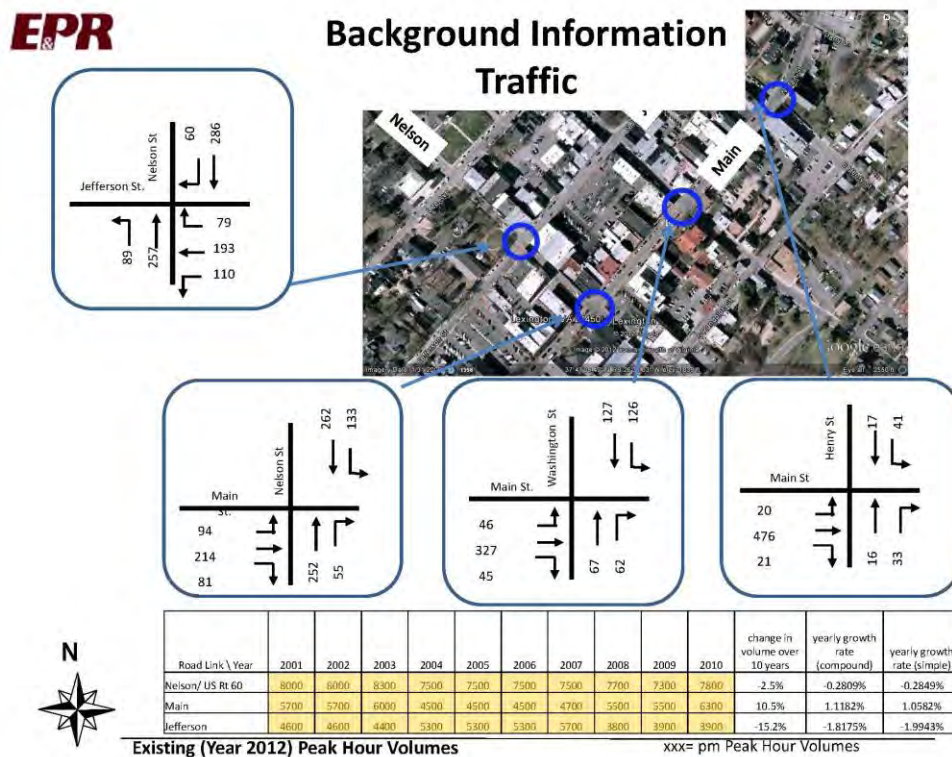 E&PR
Background Information
Traffic
Nelson
Main
Jefferson St.
Nelson St
60
286
89
257
79
193
110
Lexington
Google
Main
St.
Nelson St
262
133
94
214
81
252
55
Main St.
Washington St
127
126
46
327
45
67
62
Main St
Henry St
17
41
20
476
21
16
33
N
Road Link \ Year 2001 2002 2003 2004 2005 2006 2007 2008 2009 2010 change in volume over 10 years yearly growth rate (compound) yearly growth rate (simple)
Nelson/ US Rt 60 8000 8000 8300 7500 7500 7500 7500 7700 7300 7800 -2.5% -0.2809% -0.2849%
Main 5700 5700 6000 4500 4500 4500 4700 5500 5500 6300 10.5% 1.1182% 1.0582%
Jefferson 4600 4600 4400 5300 5300 5300 5700 3800 3900 3900 -15.2% -1.8175% -1.9943%
Existing (Year 2012) Peak Hour Volumes
xxx= pm Peak Hour Volumes